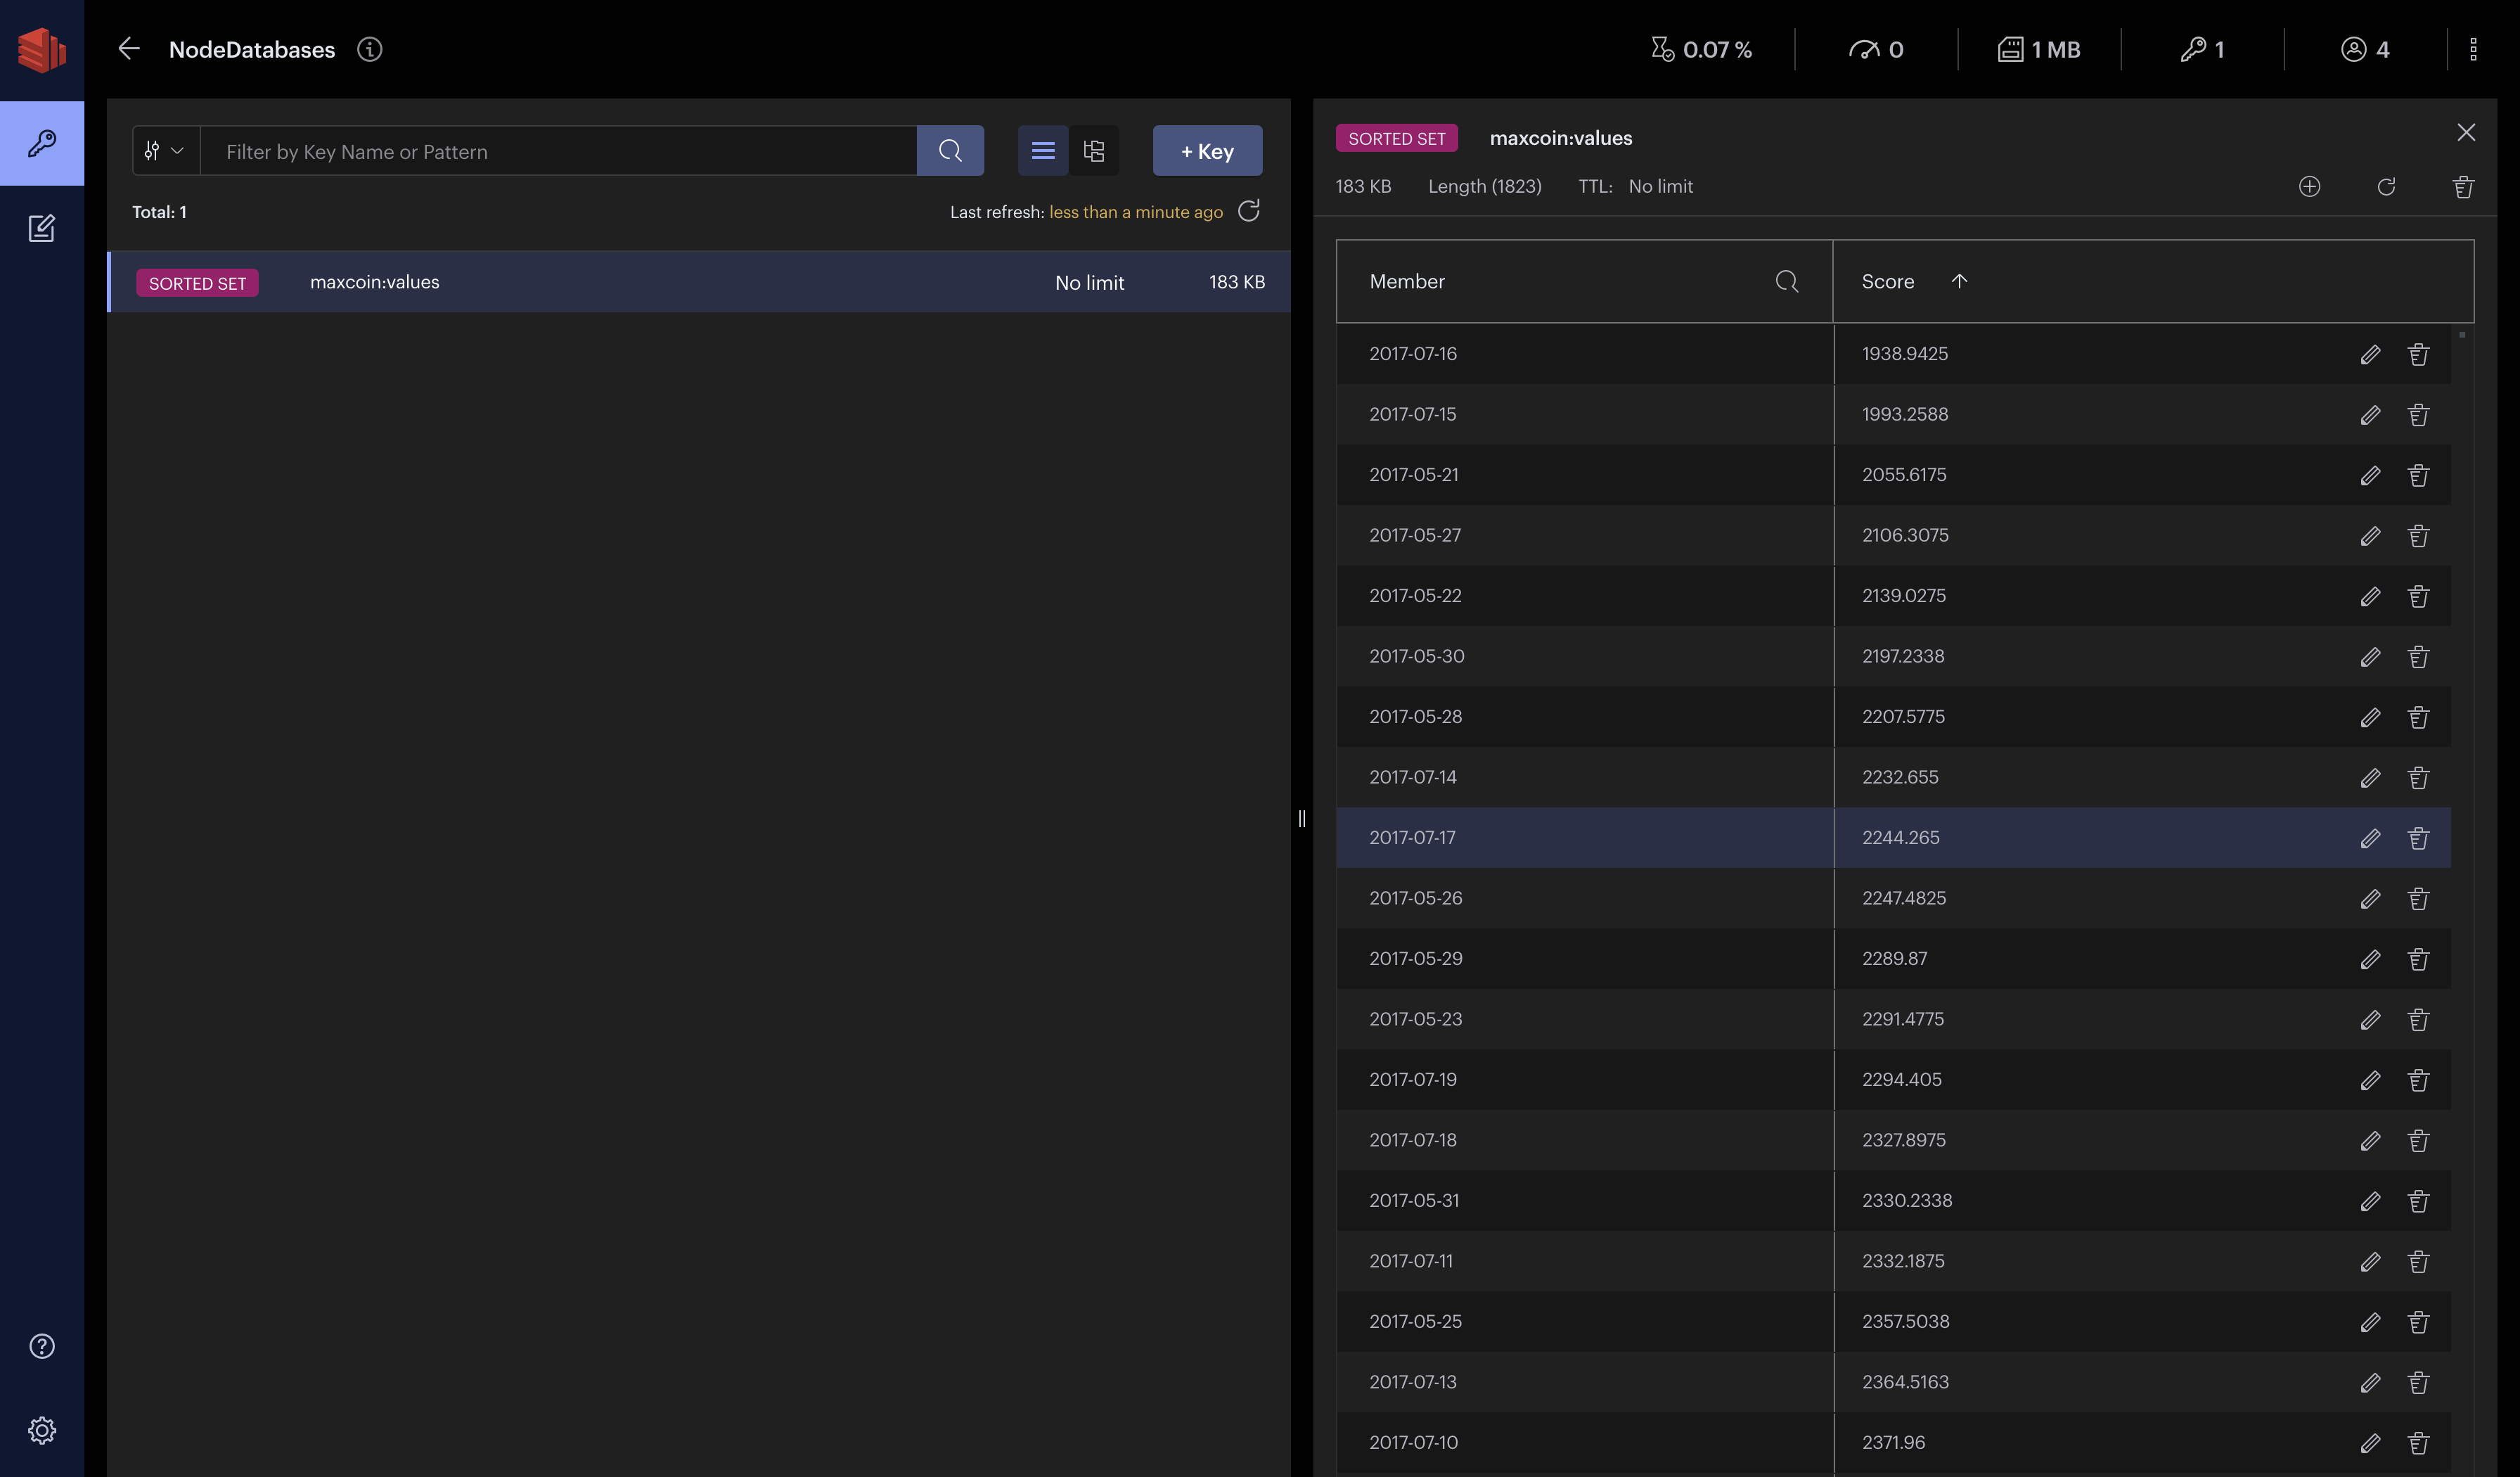 NodeDatabases
0.07 %
0
1 MB
1
4
Filter by Key Name or Pattern
+ Key
Total: 1
Last refresh: less than a minute ago
SORTED SET maxcoin:values No limit 183 KB
SORTED SET maxcoin:values
183 KB Length (1823) TTL: No limit
Member Score
2017-07-16 1938.9425
2017-07-15 1993.2588
2017-05-21 2055.6175
2017-05-27 2106.3075
2017-05-22 2139.0275
2017-05-30 2197.2338
2017-05-28 2207.5775
2017-07-14 2232.655
2017-07-17 2244.265
2017-05-26 2247.4825
2017-05-29 2289.87
2017-05-23 2291.4775
2017-07-19 2294.405
2017-07-18 2327.8975
2017-05-31 2330.2338
2017-07-11 2332.1875
2017-05-25 2357.5038
2017-07-13 2364.5163
2017-07-10 2371.96